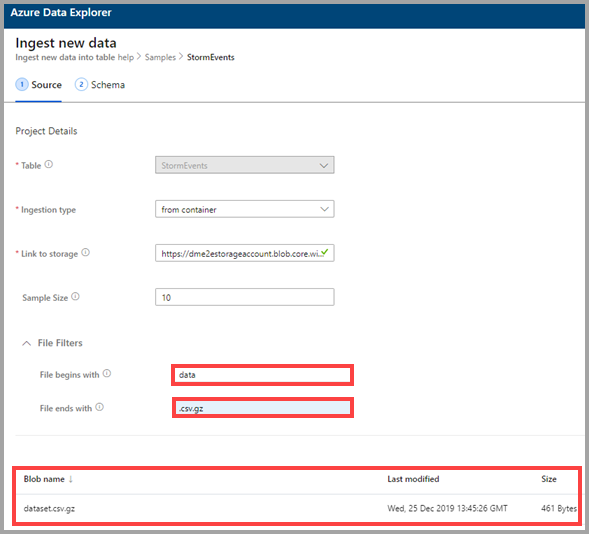 Azure Data Explorer
Ingest new data
Ingest new data into table help > Samples > StormEvents
1 Source 2 Schema
Project Details
* Table StormEvents
* Ingestion type from container
* Link to storage https://dme2estorageaccount.blob.core.wi...
Sample Size 10
File Filters
File begins with data
File ends with .csv.gz
Blob name ↓ Last modified Size
dataset.csv.gz Wed, 25 Dec 2019 13:45:26 GMT 461 Bytes